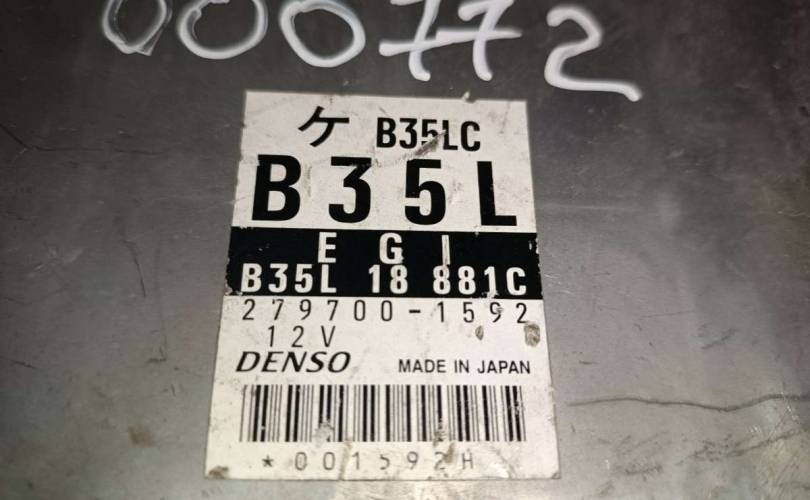 000772
ケ B35LC
B35L
EGI
B35L 18 881C
279700-1592
12V
DENSO MADE IN JAPAN
*001592H